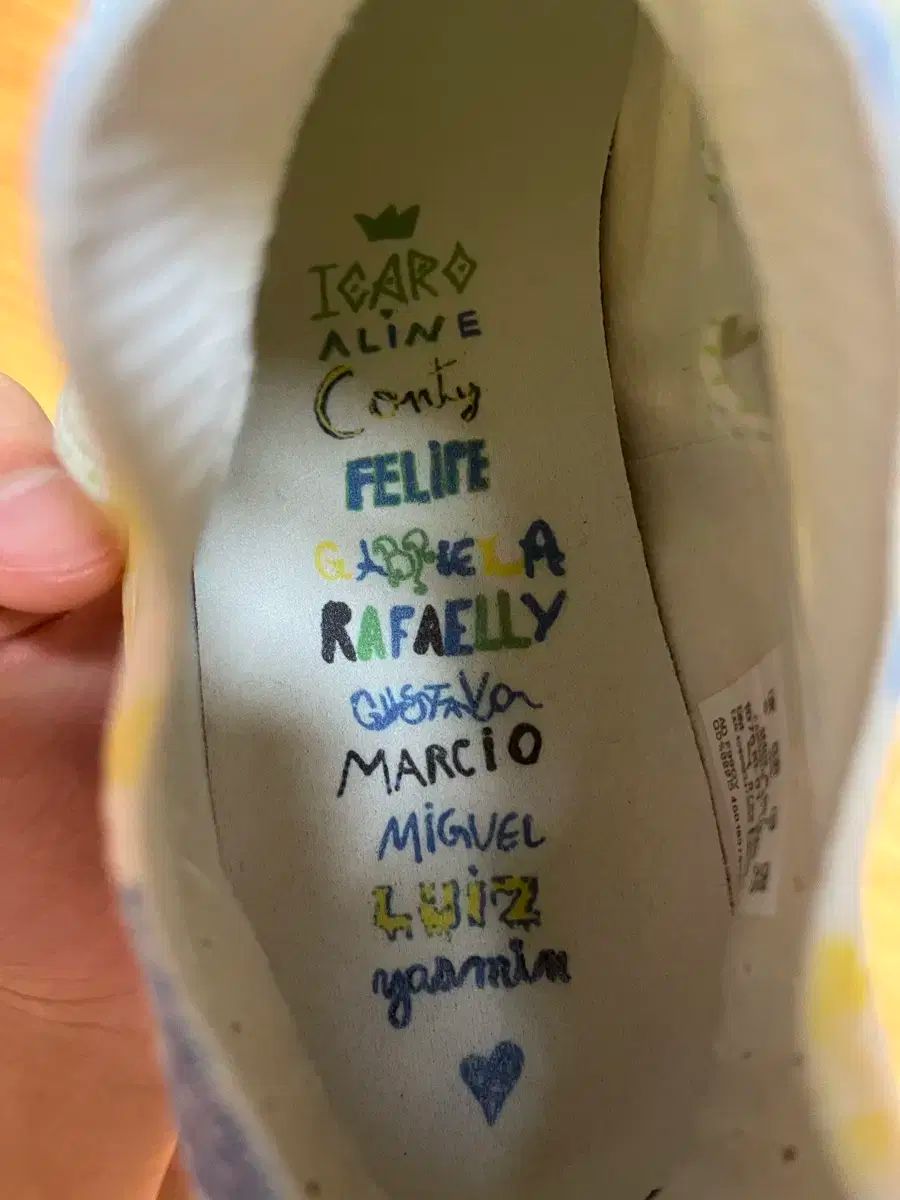 ICARO
ALINE
Conty
FELIPE
GABRIELA
RAFAELLY
GUSTAVO
MARCIO
MIGUEL
LUIZ
yasmin